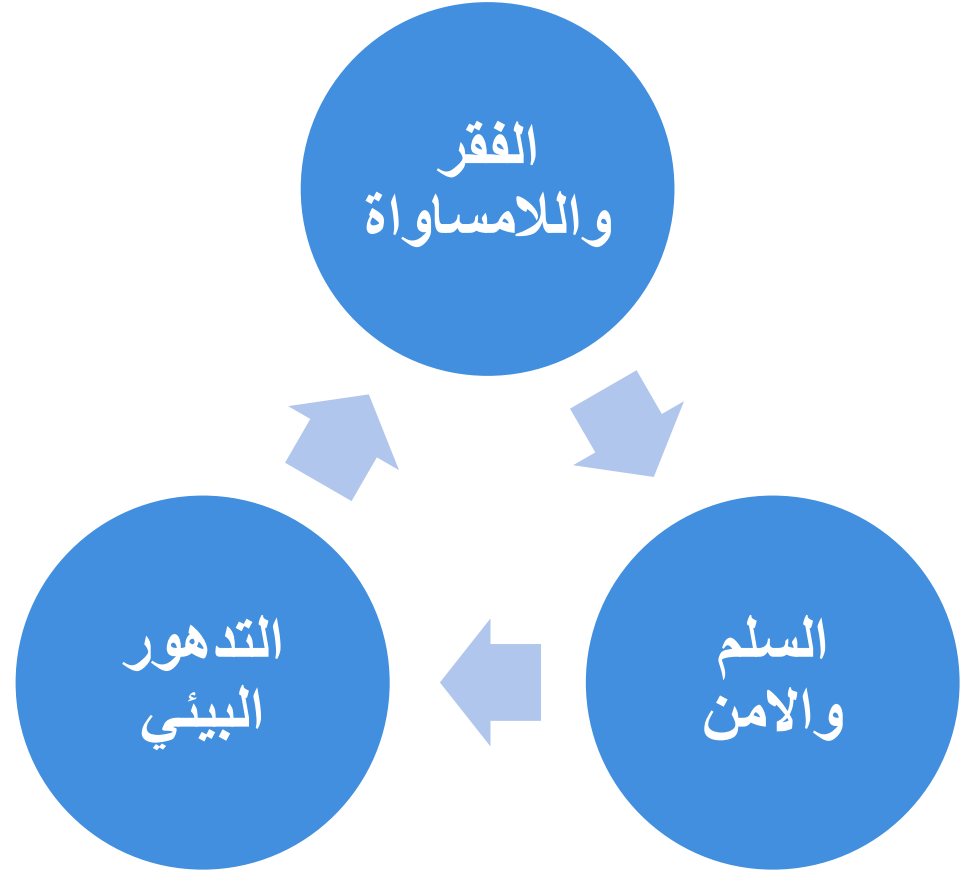 الفقر
واللامساواة
السلم
والامن
التدهور
البيئي